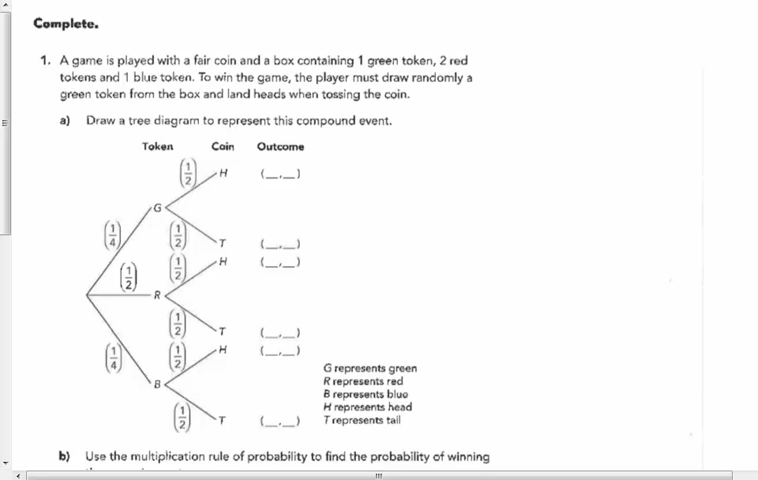 Complete.
1. A game is played with a fair coin and a box containing 1 green token, 2 red
tokens and 1 blue token. To win the game, the player must draw randomly a
green token from the box and land heads when tossing the coin.
a) Draw a tree diagram to represent this compound event.
Token Coin Outcome
(1/2) H (__,__)
G
(1/4) (1/2) T (__,__)
(1/2) H (__,__)
(1/2) R
(1/2) T (__,__)
(1/4) (1/2) H (__,__)
G represents green
R represents red
B B represents blue
H represents head
(1/2) T (__,__) T represents tail
b) Use the multiplication rule of probability to find the probability of winning